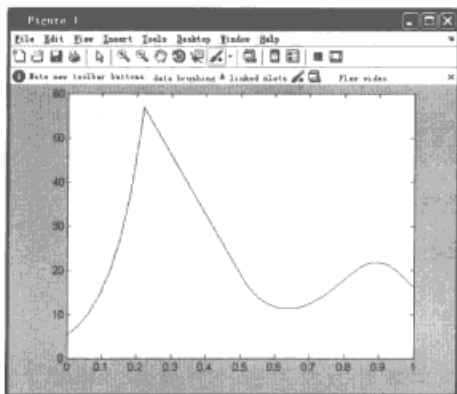 Figure 1
File Edit View Insert Tools Desktop Window Help
Note new toolbar buttons: data brushing & linked plots Play video
60
50
40
30
20
10
0
0 0.1 0.2 0.3 0.4 0.5 0.6 0.7 0.8 0.9 1